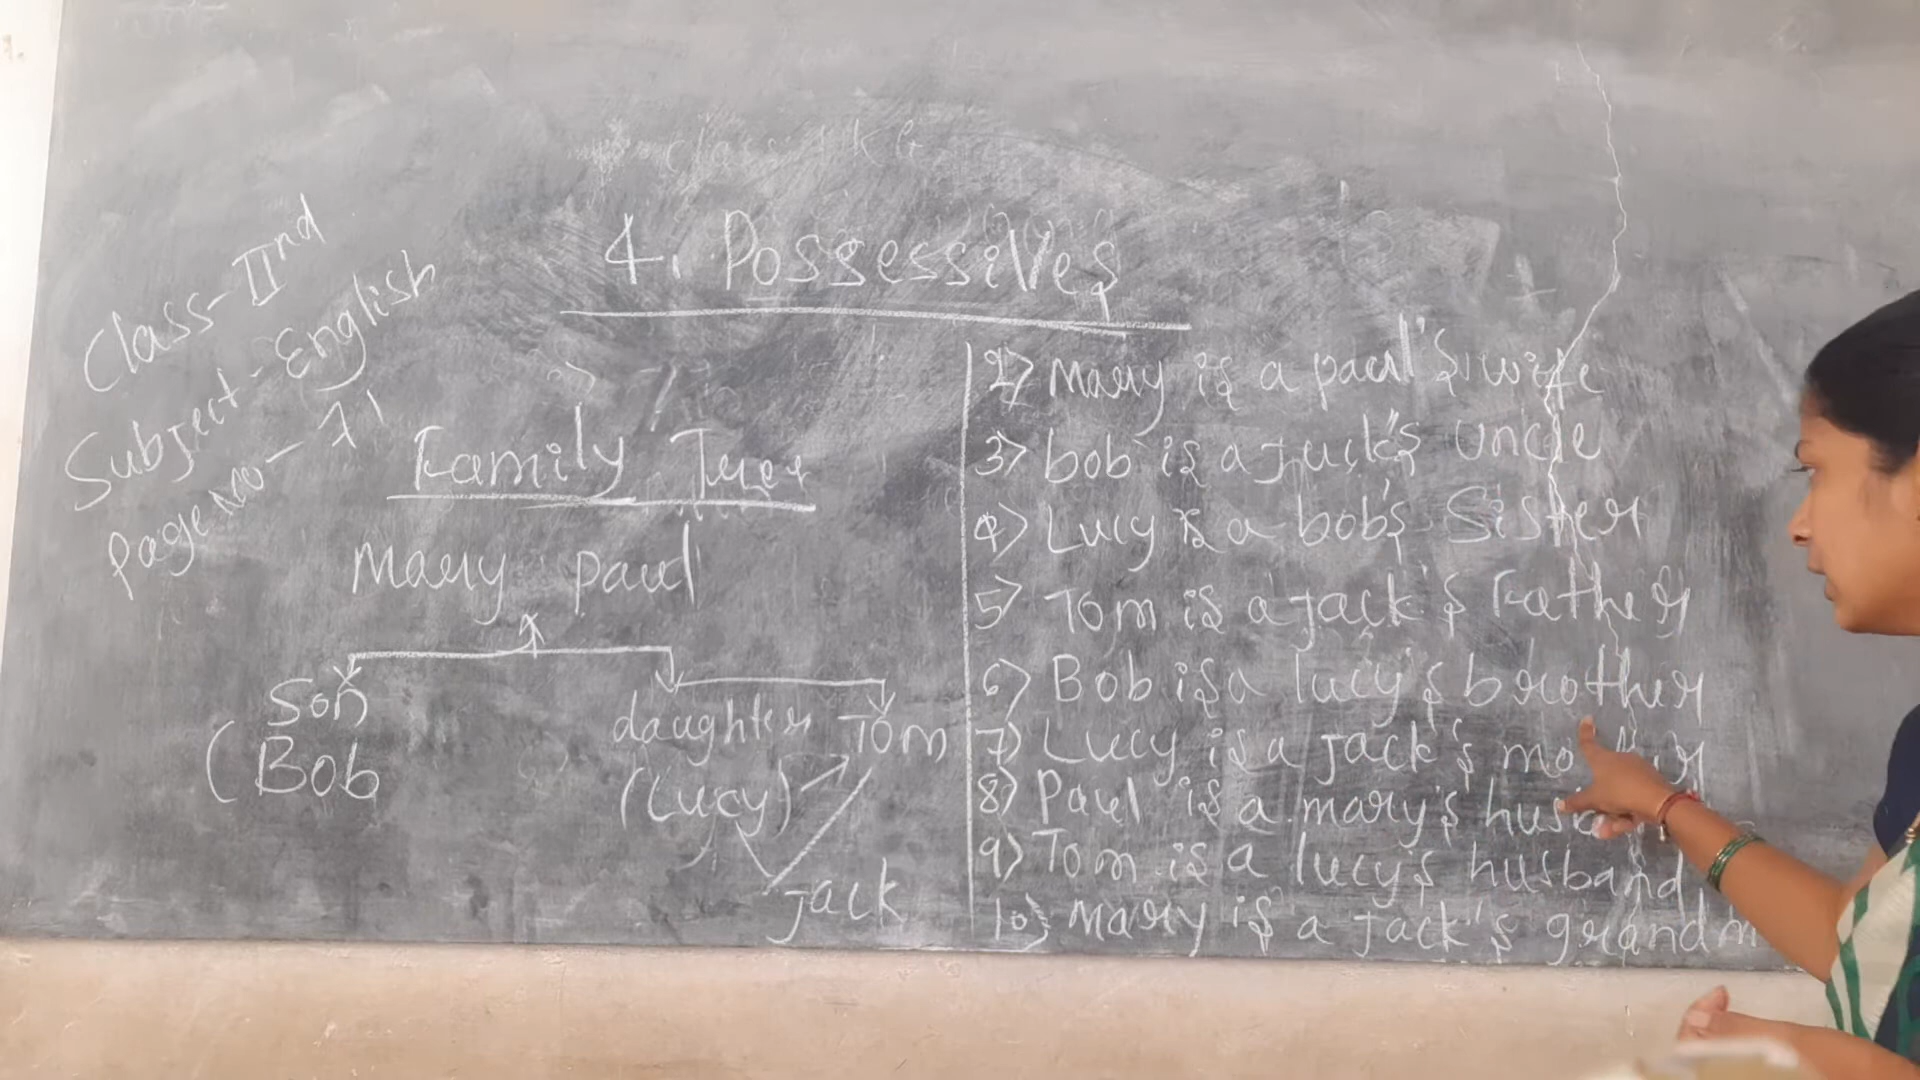 Class - IInd
Subject - English
Page No - 71
4. Possessives
Family Tree
Mary Paul
Son
(Bob
daughter Tom
(Lucy)
Jack
2) Mary is a paul's wife
3) bob is a Juck's uncle
4) Lucy is a bob's Sister
5) Tom is a Jack's Father
6) Bob is a lucy's brother
7) Lucy is a Jack's
8) Paul is a mary's
9) Tom is a lucy's husband
10) Mary is a Jack's grandm